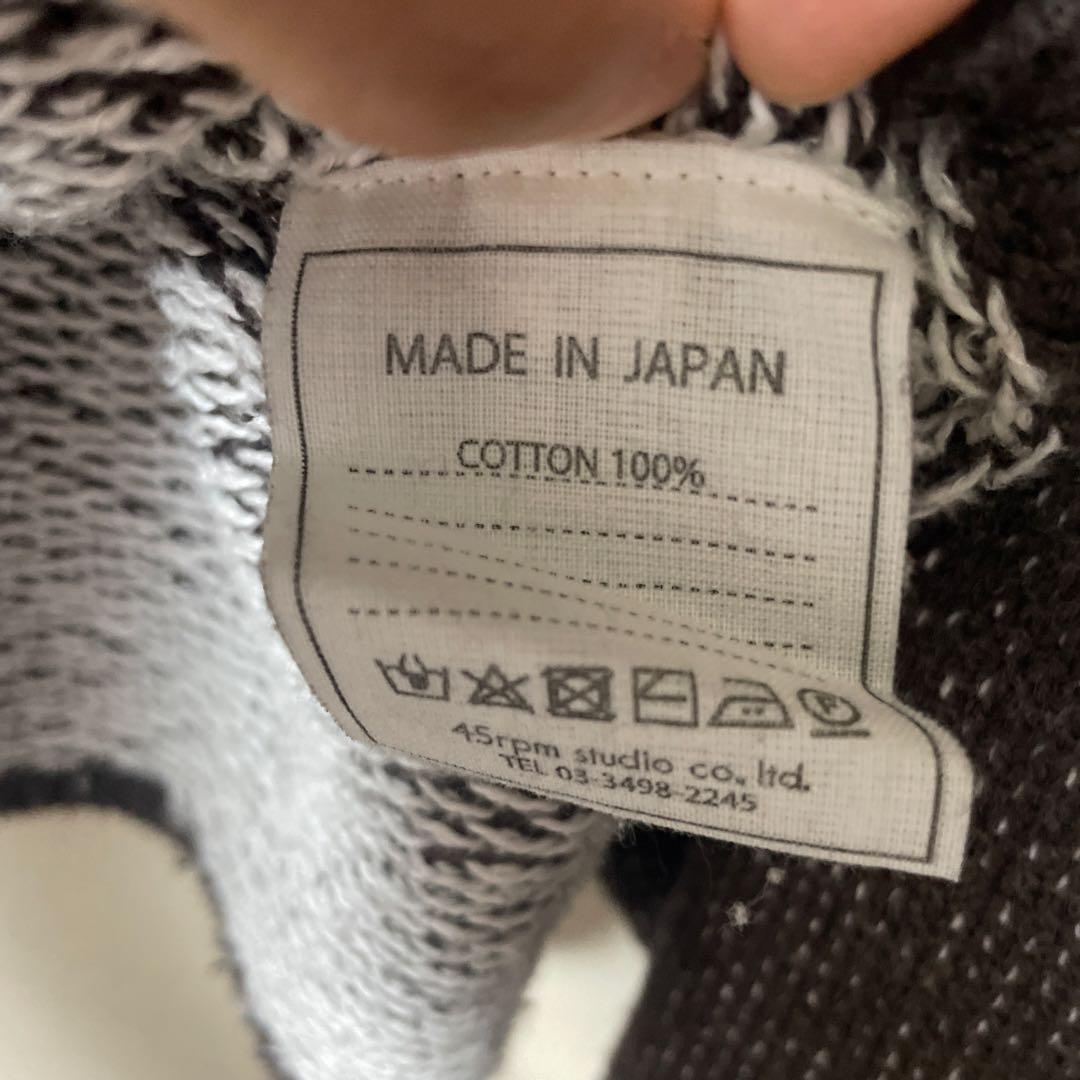 MADE IN JAPAN
COTTON 100%
P
45rpm studio co., ltd.
TEL 03-3498-2245